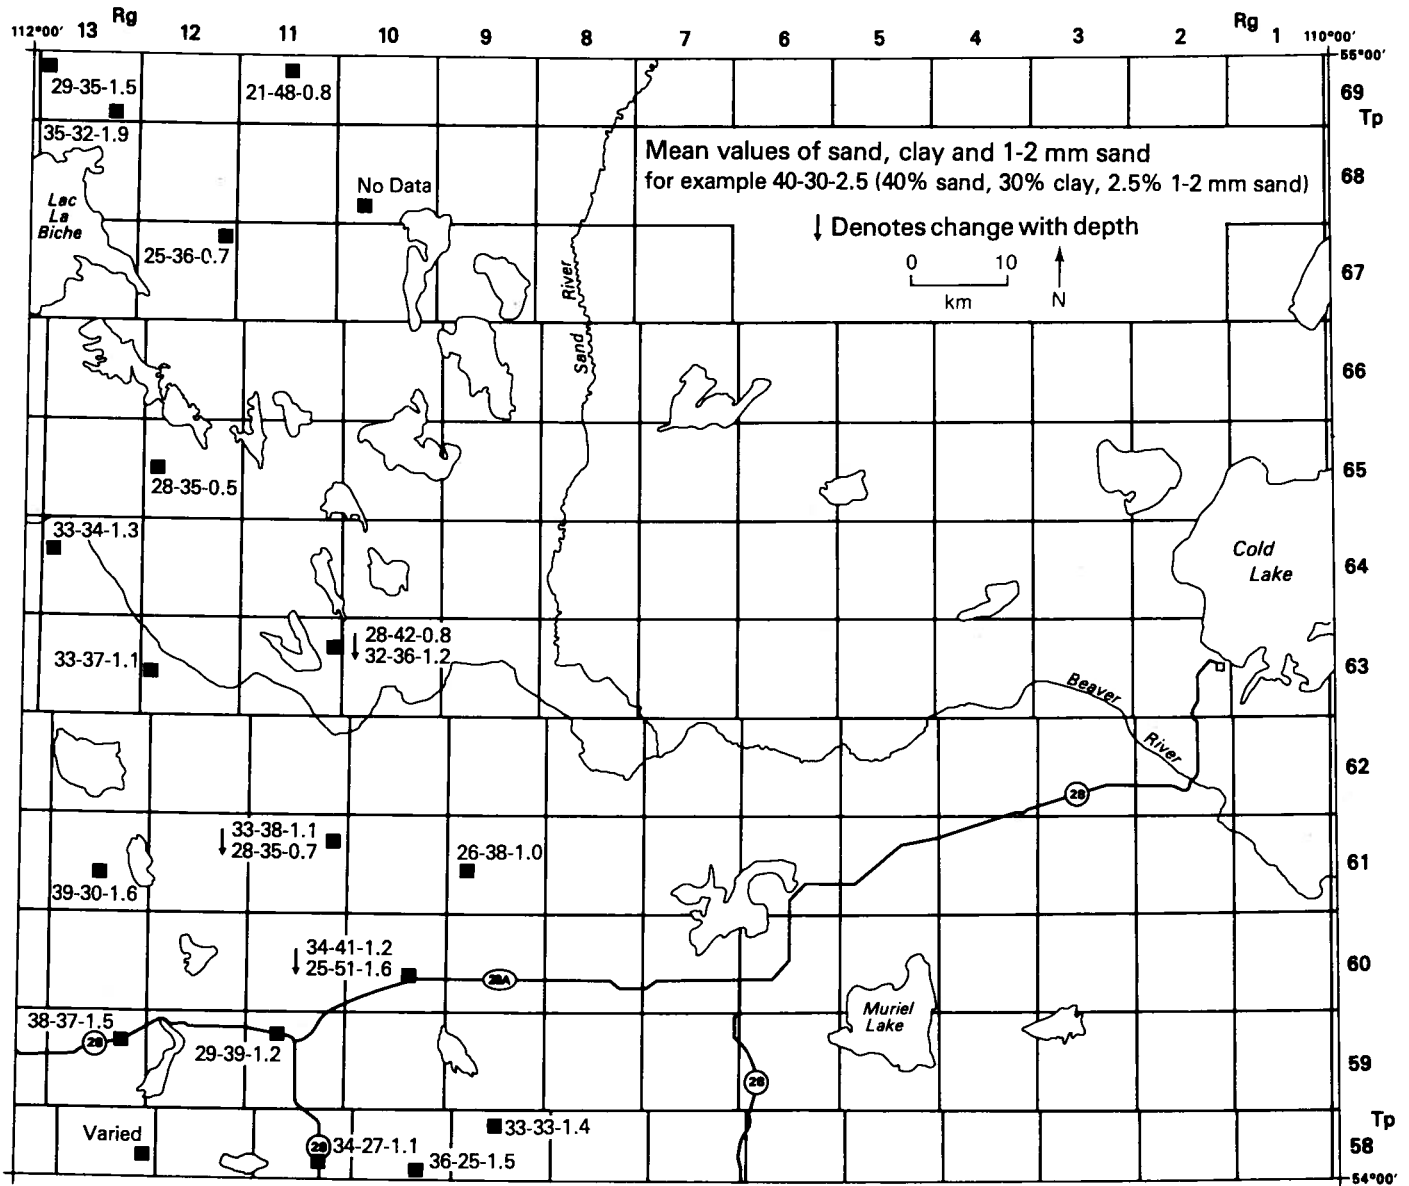 Rg
Rg
112°00' 13 12 11 10 9 8 7 6 5 4 3 2 1 110°00'
55°00'
29-35-1.5
21-48-0.8
69
Tp
35-32-1.9
Mean values of sand, clay and 1-2 mm sand
for example 40-30-2.5 (40% sand, 30% clay, 2.5% 1-2 mm sand)
68
No Data
Lac
La
Biche
↓ Denotes change with depth
25-36-0.7
0 10
km
N
67
River
Sand
66
65
28-35-0.5
33-34-1.3
Cold
Lake
64
28-42-0.8
32-36-1.2
33-37-1.1
63
Beaver
River
62
28
33-38-1.1
28-35-0.7
26-38-1.0
61
39-30-1.6
34-41-1.2
25-51-1.6
28A
60
38-37-1.5
28
29-39-1.2
Muriel
Lake
59
28
Tp
Varied
33-33-1.4
28
34-27-1.1
58
36-25-1.5
54°00'